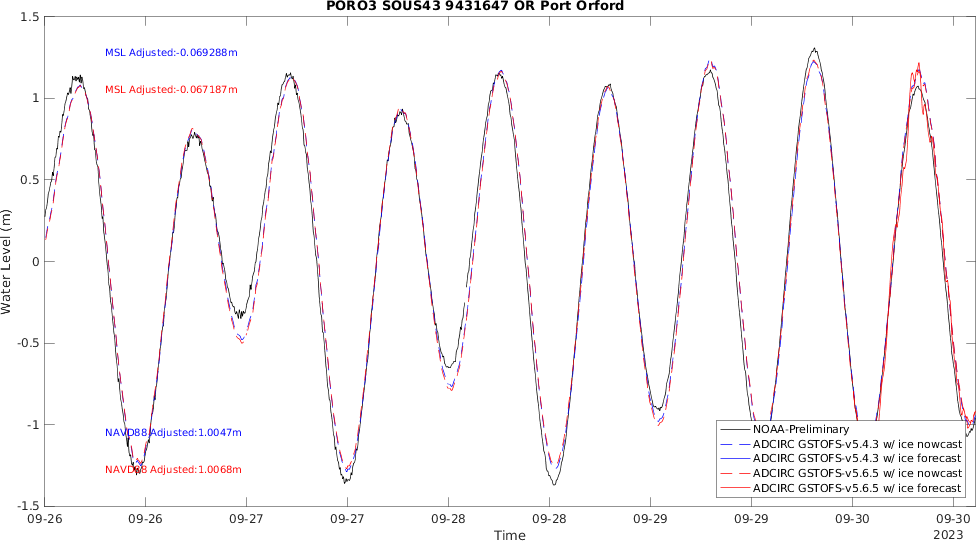 PORO3 SOUS43 9431647 OR Port Orford
1.5
MSL Adjusted:-0.069288m
MSL Adjusted:-0.067187m
1
0.5
0
-0.5
-1
-1.5
Water Level (m)
NAVD88 Adjusted:1.0047m
NAVD88 Adjusted:1.0068m
NOAA-Preliminary
ADCIRC GSTOFS-v5.4.3 w/ ice nowcast
ADCIRC GSTOFS-v5.4.3 w/ ice forecast
ADCIRC GSTOFS-v5.6.5 w/ ice nowcast
ADCIRC GSTOFS-v5.6.5 w/ ice forecast
09-26 09-26 09-27 09-27 09-28 09-28 09-29 09-29 09-30 09-30
Time
2023